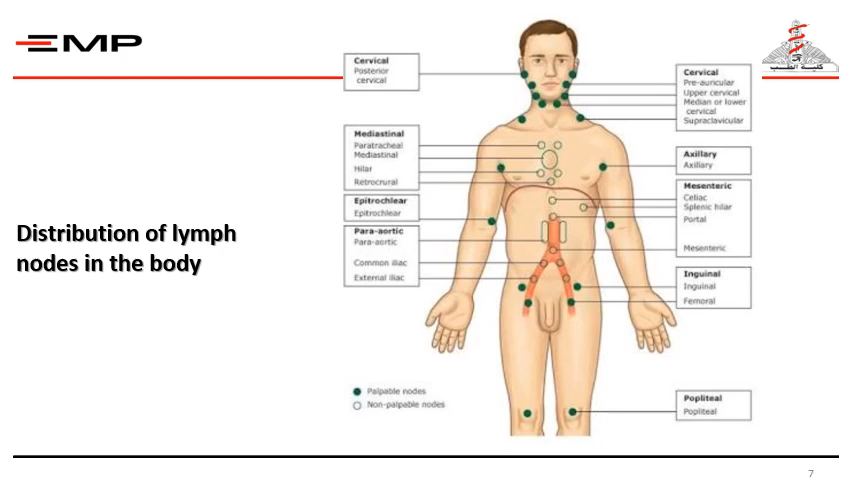 EMP
كلية الطب
Distribution of lymph
nodes in the body
Cervical
Posterior
cervical
Mediastinal
Paratracheal
Mediastinal
Hilar
Retrocrural
Epitrochlear
Epitrochlear
Para-aortic
Para-aortic
Common iliac
External iliac
Cervical
Pre-auricular
Upper cervical
Median or lower
cervical
Supraclavicular
Axillary
Axillary
Mesenteric
Celiac
Splenic hilar
Portal
Mesenteric
Inguinal
Inguinal
Femoral
Popliteal
Popliteal
Palpable nodes
Non-palpable nodes
7